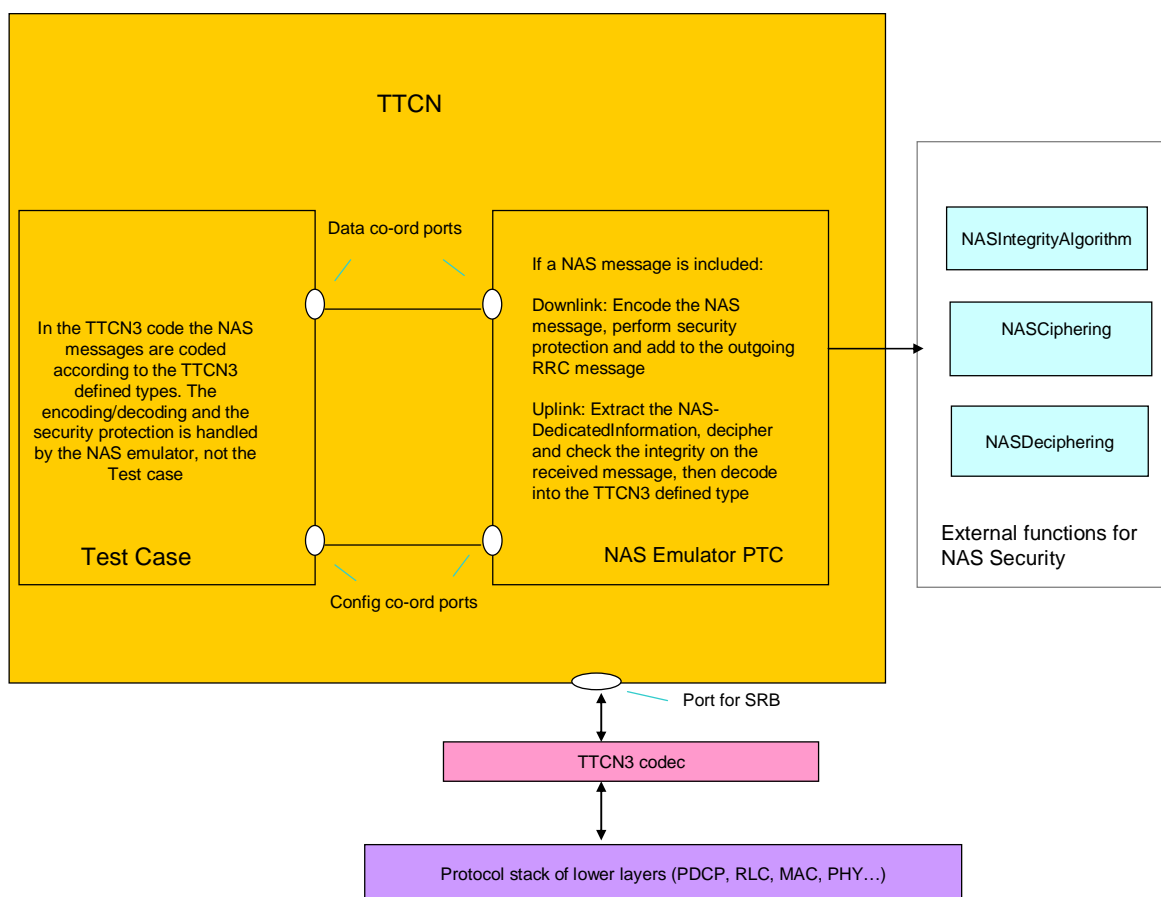 TTCN
Data co-ord ports
In the TTCN3 code the NAS
messages are coded
according to the TTCN3
defined types. The
encoding/decoding and the
security protection is handled
by the NAS emulator, not the
Test case
Test Case
If a NAS message is included:
Downlink: Encode the NAS
message, perform security
protection and add to the outgoing
RRC message
Uplink: Extract the NAS-
DedicatedInformation, decipher
and check the integrity on the
received message, then decode
into the TTCN3 defined type
NAS Emulator PTC
Config co-ord ports
NASIntegrityAlgorithm
NASCiphering
NASDeciphering
External functions for
NAS Security
Port for SRB
TTCN3 codec
Protocol stack of lower layers (PDCP, RLC, MAC, PHY…)